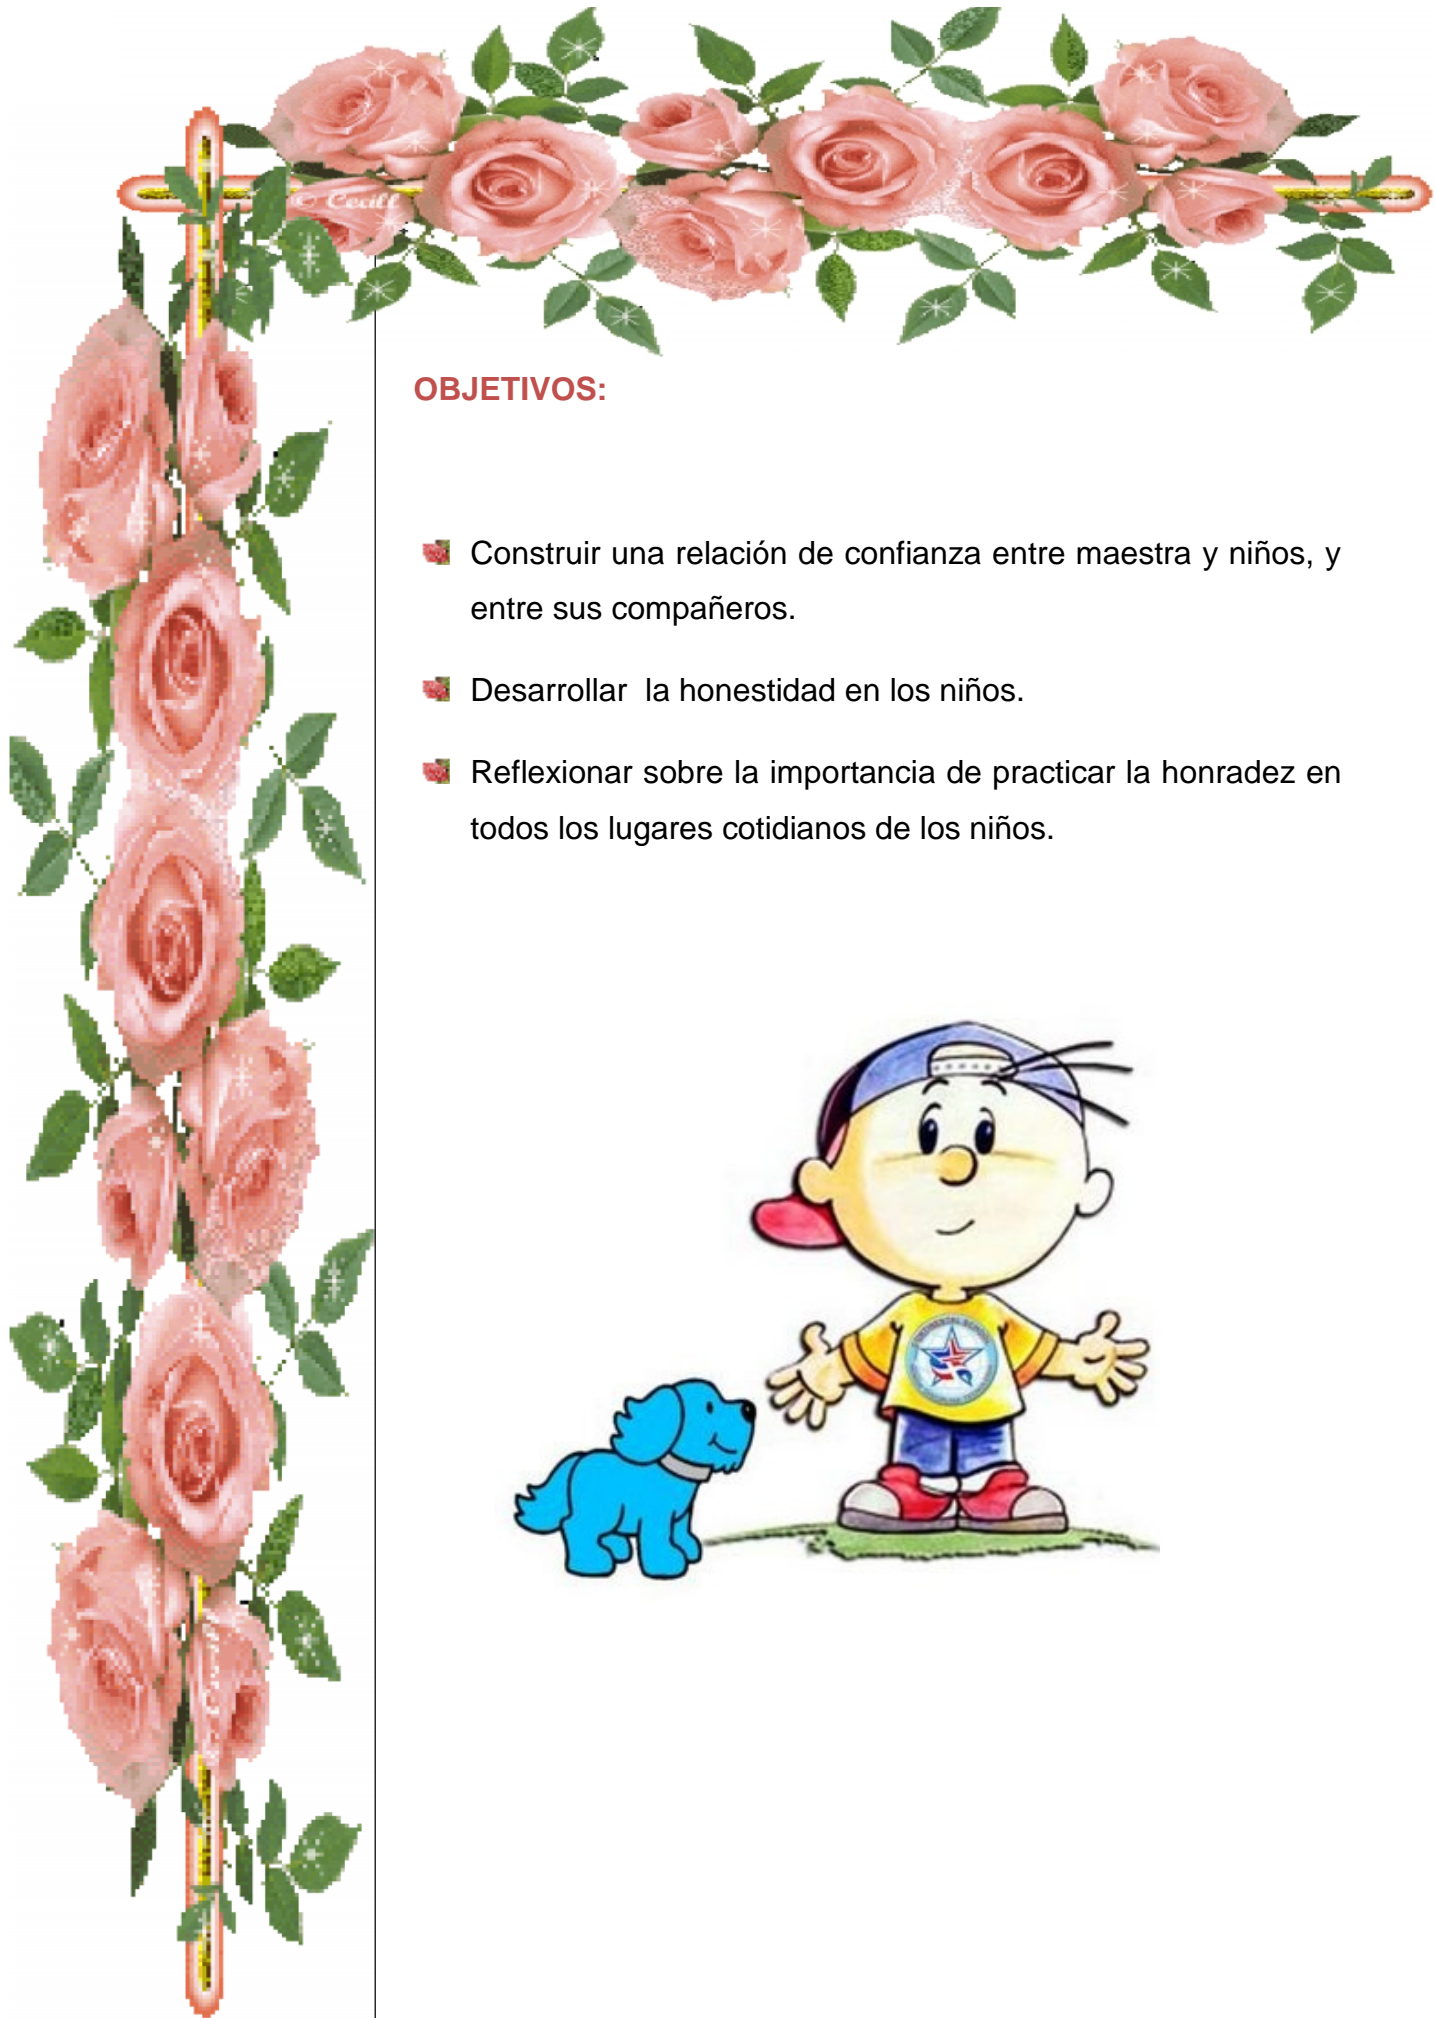 © Cecill
OBJETIVOS:
Construir una relación de confianza entre maestra y niños, y
entre sus compañeros.
Desarrollar  la honestidad en los niños.
Reflexionar sobre la importancia de practicar la honradez en
todos los lugares cotidianos de los niños.